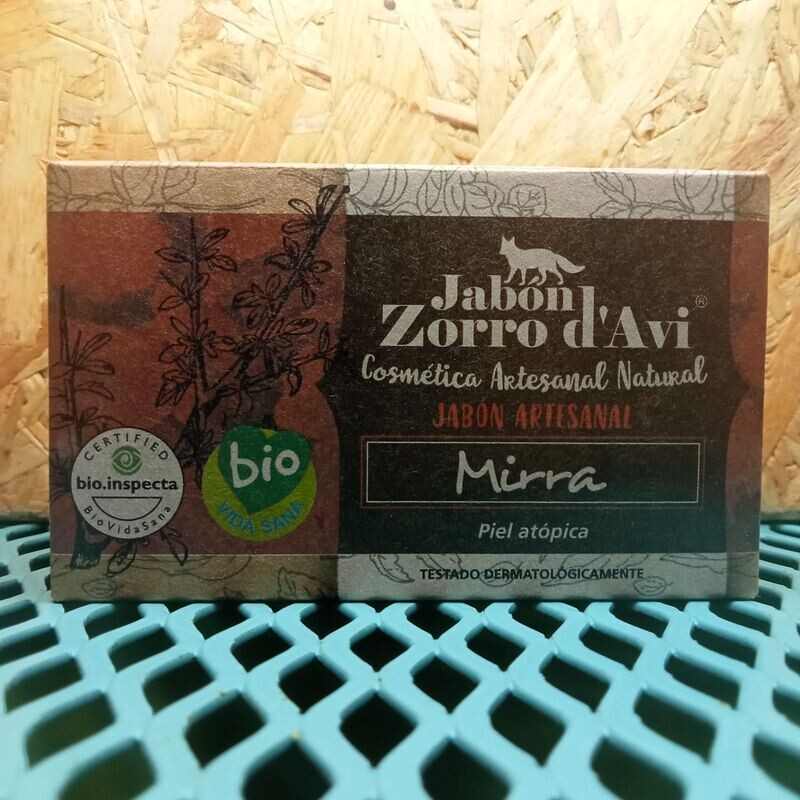 Jabón
Zorro d'Avi®
Cosmética Artesanal Natural
JABÓN ARTESANAL
Mirra
Piel atópica
TESTADO DERMATOLÓGICAMENTE
CERTIFIED
bio.inspecta
BioVidaSana
bio
VIDA SANA